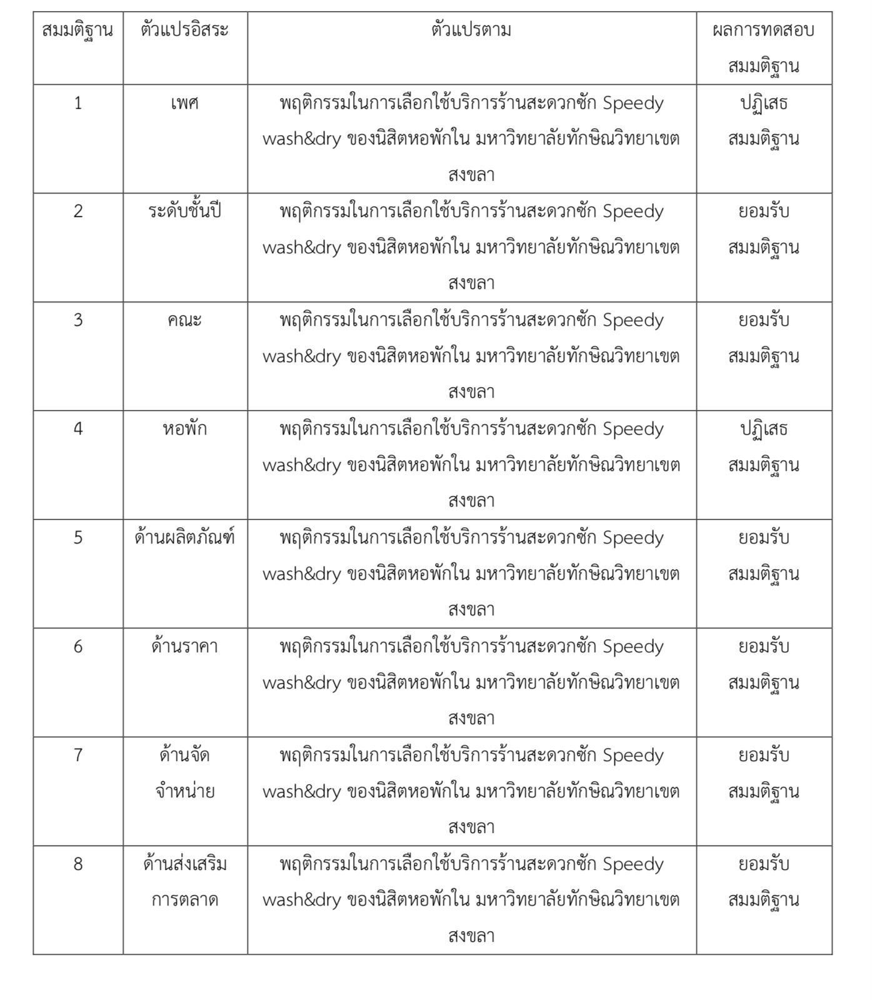 สมมติฐาน ตัวแปรอิสระ ตัวแปรตาม ผลการทดสอบ
สมมติฐาน
1 เพศ พฤติกรรมในการเลือกใช้บริการร้านสะดวกซัก Speedy ปฏิเสธ
wash&dry ของนิสิตหอพักใน มหาวิทยาลัยทักษิณวิทยาเขต สมมติฐาน
สงขลา
2 ระดับชั้นปี พฤติกรรมในการเลือกใช้บริการร้านสะดวกซัก Speedy ยอมรับ
wash&dry ของนิสิตหอพักใน มหาวิทยาลัยทักษิณวิทยาเขต สมมติฐาน
สงขลา
3 คณะ พฤติกรรมในการเลือกใช้บริการร้านสะดวกซัก Speedy ยอมรับ
wash&dry ของนิสิตหอพักใน มหาวิทยาลัยทักษิณวิทยาเขต สมมติฐาน
สงขลา
4 หอพัก พฤติกรรมในการเลือกใช้บริการร้านสะดวกซัก Speedy ปฏิเสธ
wash&dry ของนิสิตหอพักใน มหาวิทยาลัยทักษิณวิทยาเขต สมมติฐาน
สงขลา
5 ด้านผลิตภัณฑ์ พฤติกรรมในการเลือกใช้บริการร้านสะดวกซัก Speedy ยอมรับ
wash&dry ของนิสิตหอพักใน มหาวิทยาลัยทักษิณวิทยาเขต สมมติฐาน
สงขลา
6 ด้านราคา พฤติกรรมในการเลือกใช้บริการร้านสะดวกซัก Speedy ยอมรับ
wash&dry ของนิสิตหอพักใน มหาวิทยาลัยทักษิณวิทยาเขต สมมติฐาน
สงขลา
7 ด้านจัด พฤติกรรมในการเลือกใช้บริการร้านสะดวกซัก Speedy ยอมรับ
จำหน่าย wash&dry ของนิสิตหอพักใน มหาวิทยาลัยทักษิณวิทยาเขต สมมติฐาน
สงขลา
8 ด้านส่งเสริม พฤติกรรมในการเลือกใช้บริการร้านสะดวกซัก Speedy ยอมรับ
การตลาด wash&dry ของนิสิตหอพักใน มหาวิทยาลัยทักษิณวิทยาเขต สมมติฐาน
สงขลา